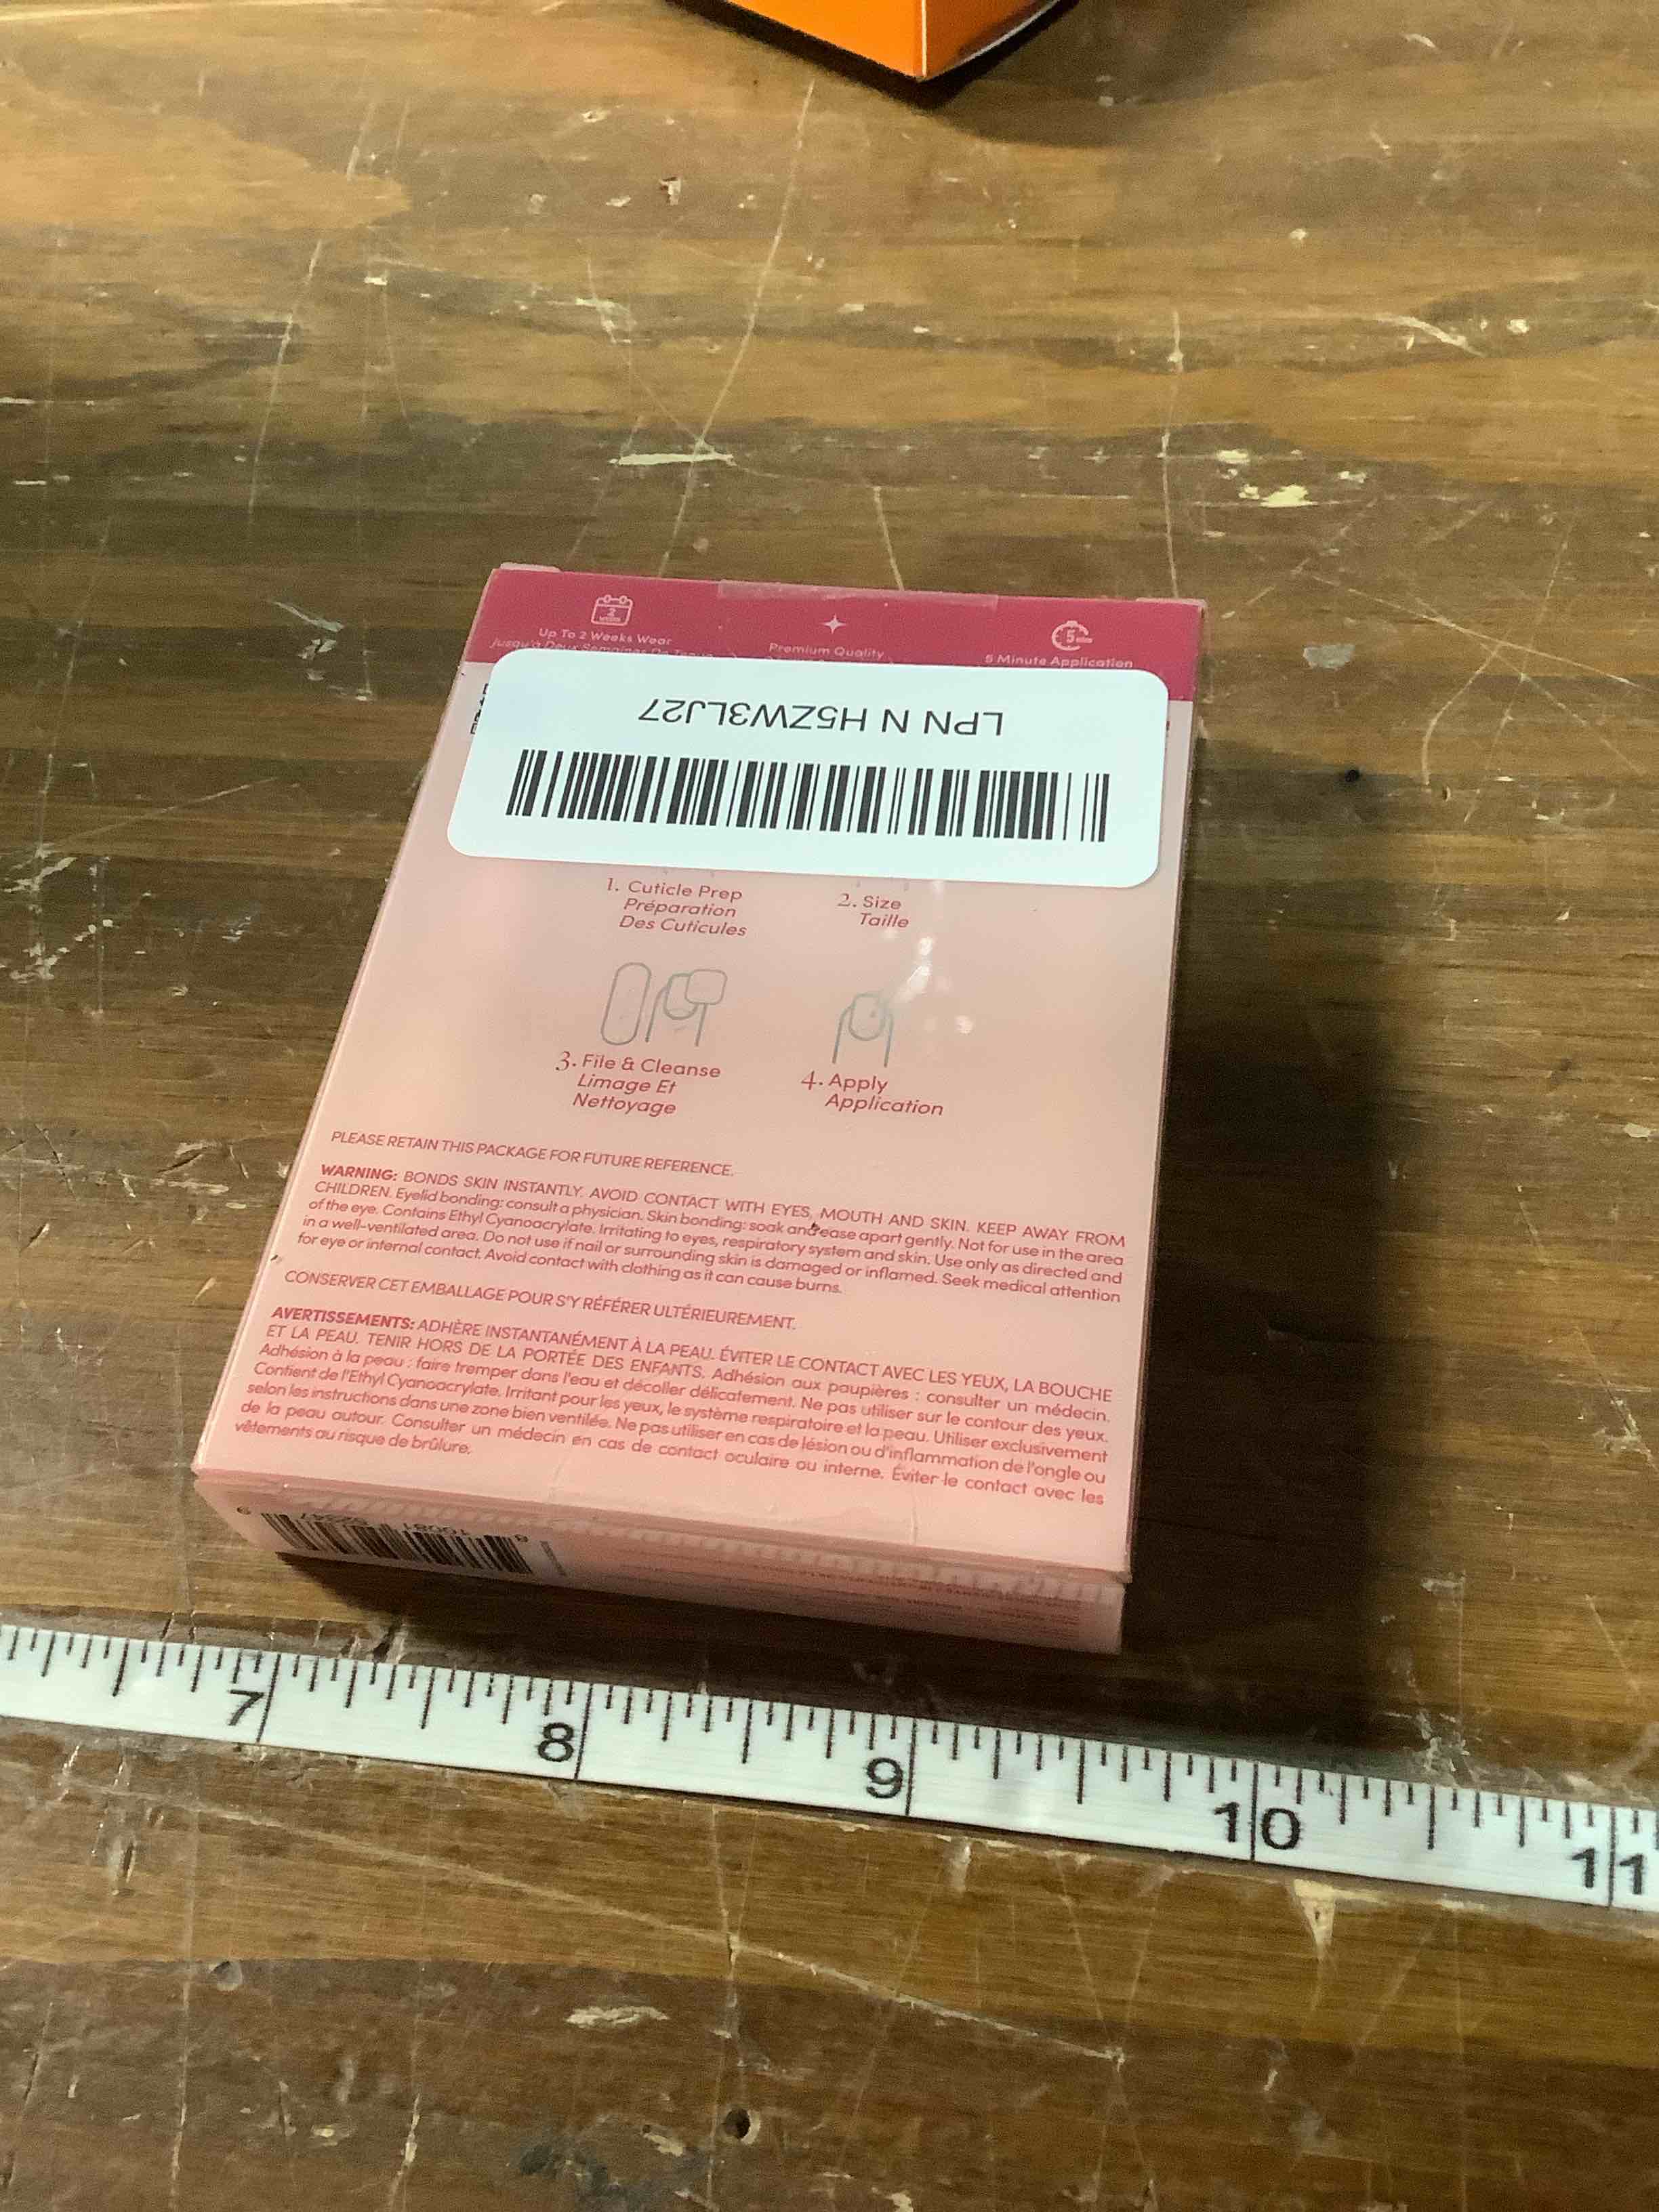 2
WEEKS
5 min
Up To 2 Weeks Wear
Jusqu'à Deux Semaines De Tenue
Premium Quality
5 Minute Application
LPN N H5ZW3LJ27
1. Cuticle Prep
Préparation
Des Cuticules
2. Size
Taille
3. File & Cleanse
Limage Et
Nettoyage
4. Apply
Application
PLEASE RETAIN THIS PACKAGE FOR FUTURE REFERENCE.
WARNING: BONDS SKIN INSTANTLY. AVOID CONTACT WITH EYES, MOUTH AND SKIN. KEEP AWAY FROM
CHILDREN. Eyelid bonding: consult a physician. Skin bonding: soak and ease apart gently. Not for use in the area
of the eye. Contains Ethyl Cyanoacrylate. Irritating to eyes, respiratory system and skin. Use only as directed and
in a well-ventilated area. Do not use if nail or surrounding skin is damaged or inflamed. Seek medical attention
for eye or internal contact. Avoid contact with clothing as it can cause burns.
CONSERVER CET EMBALLAGE POUR S'Y RÉFÉRER ULTÉRIEUREMENT.
AVERTISSEMENTS: ADHÈRE INSTANTANÉMENT À LA PEAU. ÉVITER LE CONTACT AVEC LES YEUX, LA BOUCHE
ET LA PEAU. TENIR HORS DE LA PORTÉE DES ENFANTS. Adhésion aux paupières : consulter un médecin.
Adhésion à la peau : faire tremper dans l'eau et décoller délicatement. Ne pas utiliser sur le contour des yeux.
Contient de l'Ethyl Cyanoacrylate. Irritant pour les yeux, le système respiratoire et la peau. Utiliser exclusivement
selon les instructions dans une zone bien ventilée. Ne pas utiliser en cas de lésion ou d'inflammation de l'ongle ou
de la peau autour. Consulter un médecin en cas de contact oculaire ou interne. Éviter le contact avec les
vêtements au risque de brûlure.
7 8 9 10 11